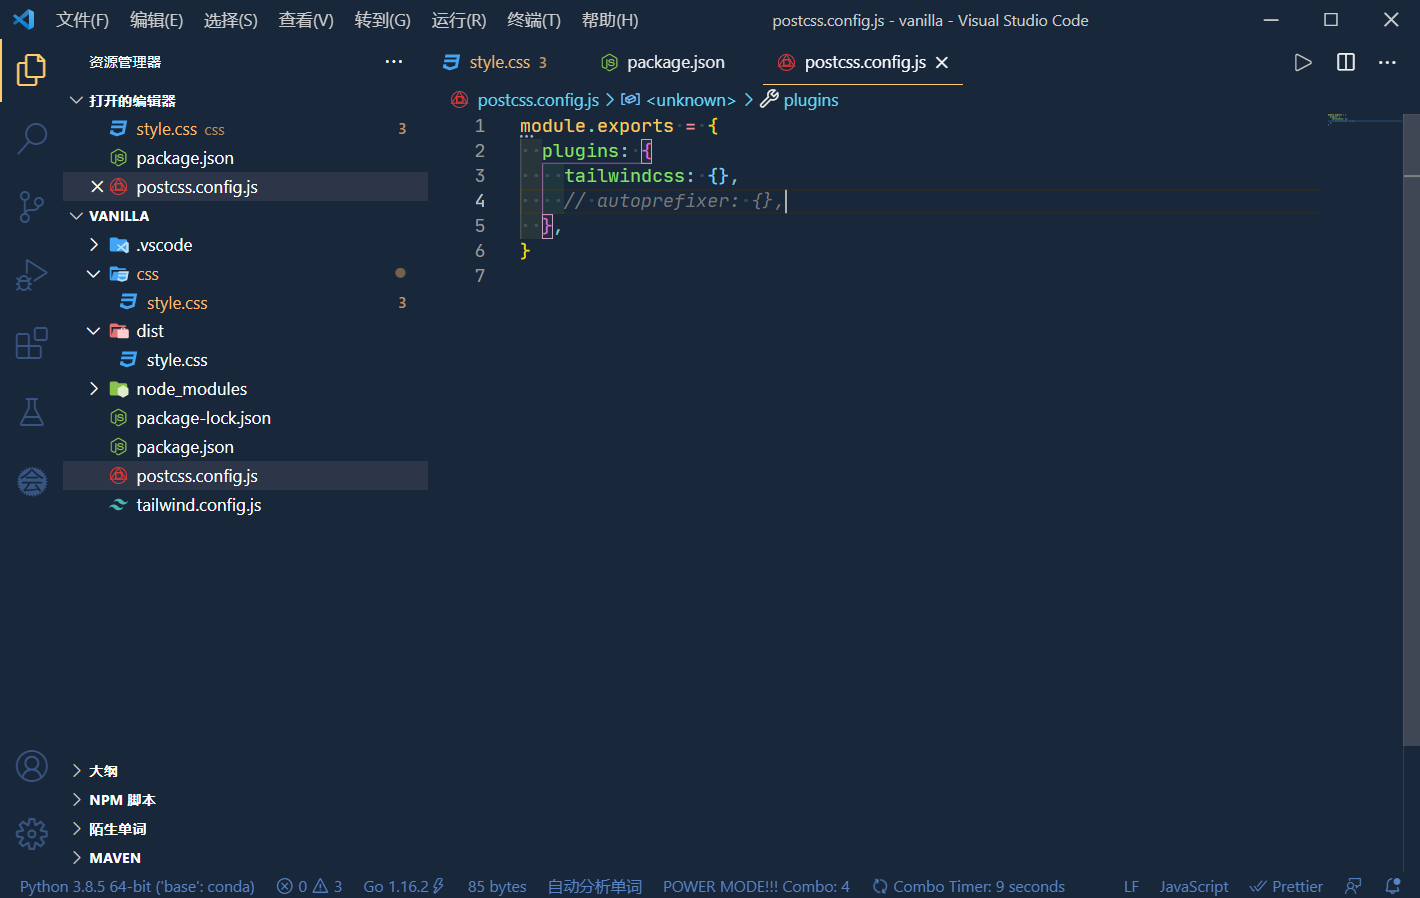 文件(F) 编辑(E) 选择(S) 查看(V) 转到(G) 运行(R) 终端(T) 帮助(H) postcss.config.js - vanilla - Visual Studio Code
资源管理器
打开的编辑器
style.css css 3
package.json
postcss.config.js
VANILLA
.vscode
css
style.css 3
dist
style.css
node_modules
package-lock.json
package.json
postcss.config.js
tailwind.config.js
大纲
NPM 脚本
陌生单词
MAVEN
style.css 3 package.json postcss.config.js
postcss.config.js > <unknown> > plugins
1 module.exports = {
2 plugins: {
3 tailwindcss: {},
4 // autoprefixer: {},
5 },
6 }
7
Python 3.8.5 64-bit ('base': conda) 0 3 Go 1.16.2 85 bytes 自动分析单词 POWER MODE!!! Combo: 4 Combo Timer: 9 seconds LF JavaScript Prettier